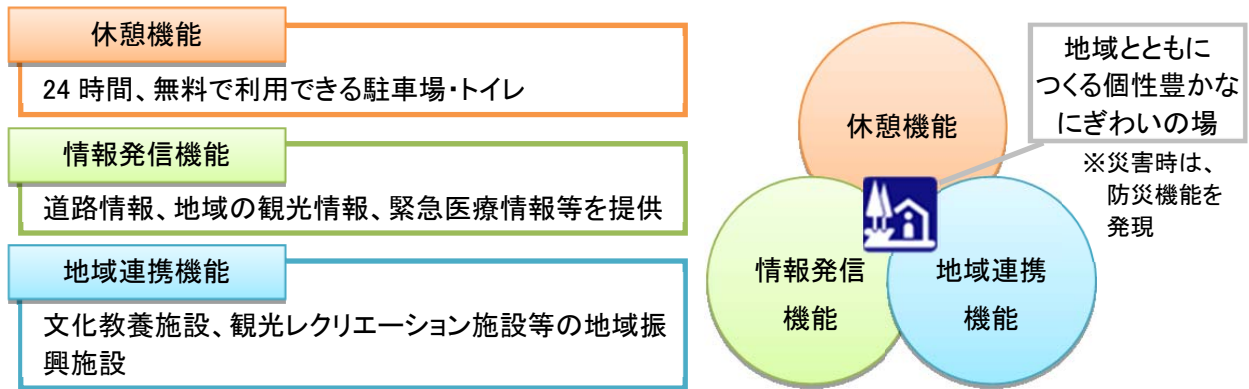 休憩機能
24 時間、無料で利用できる駐車場・トイレ
情報発信機能
道路情報、地域の観光情報、緊急医療情報等を提供
地域連携機能
文化教養施設、観光レクリエーション施設等の地域振
興施設
休憩機能
情報発信
機能
地域連携
機能
地域とともに
つくる個性豊かな
にぎわいの場
※災害時は、
防災機能を
発現